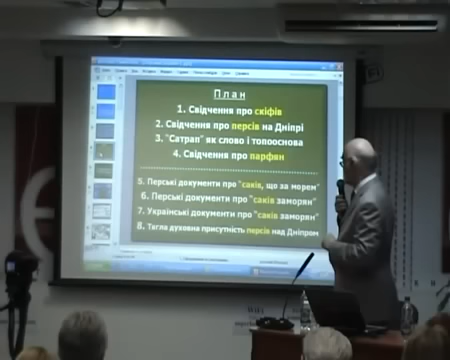 План
1. Свідчення про скіфів
2. Свідчення про персів на Дніпрі
3. "Сатрап" як слово і топооснова
4. Свідчення про парфян
5. Перські документи про "саків, що за морем"
6. Перські документи про "саків заморян"
7. Українські документи про "саків заморян"
8. Тягла духовна присутність персів над Дніпром